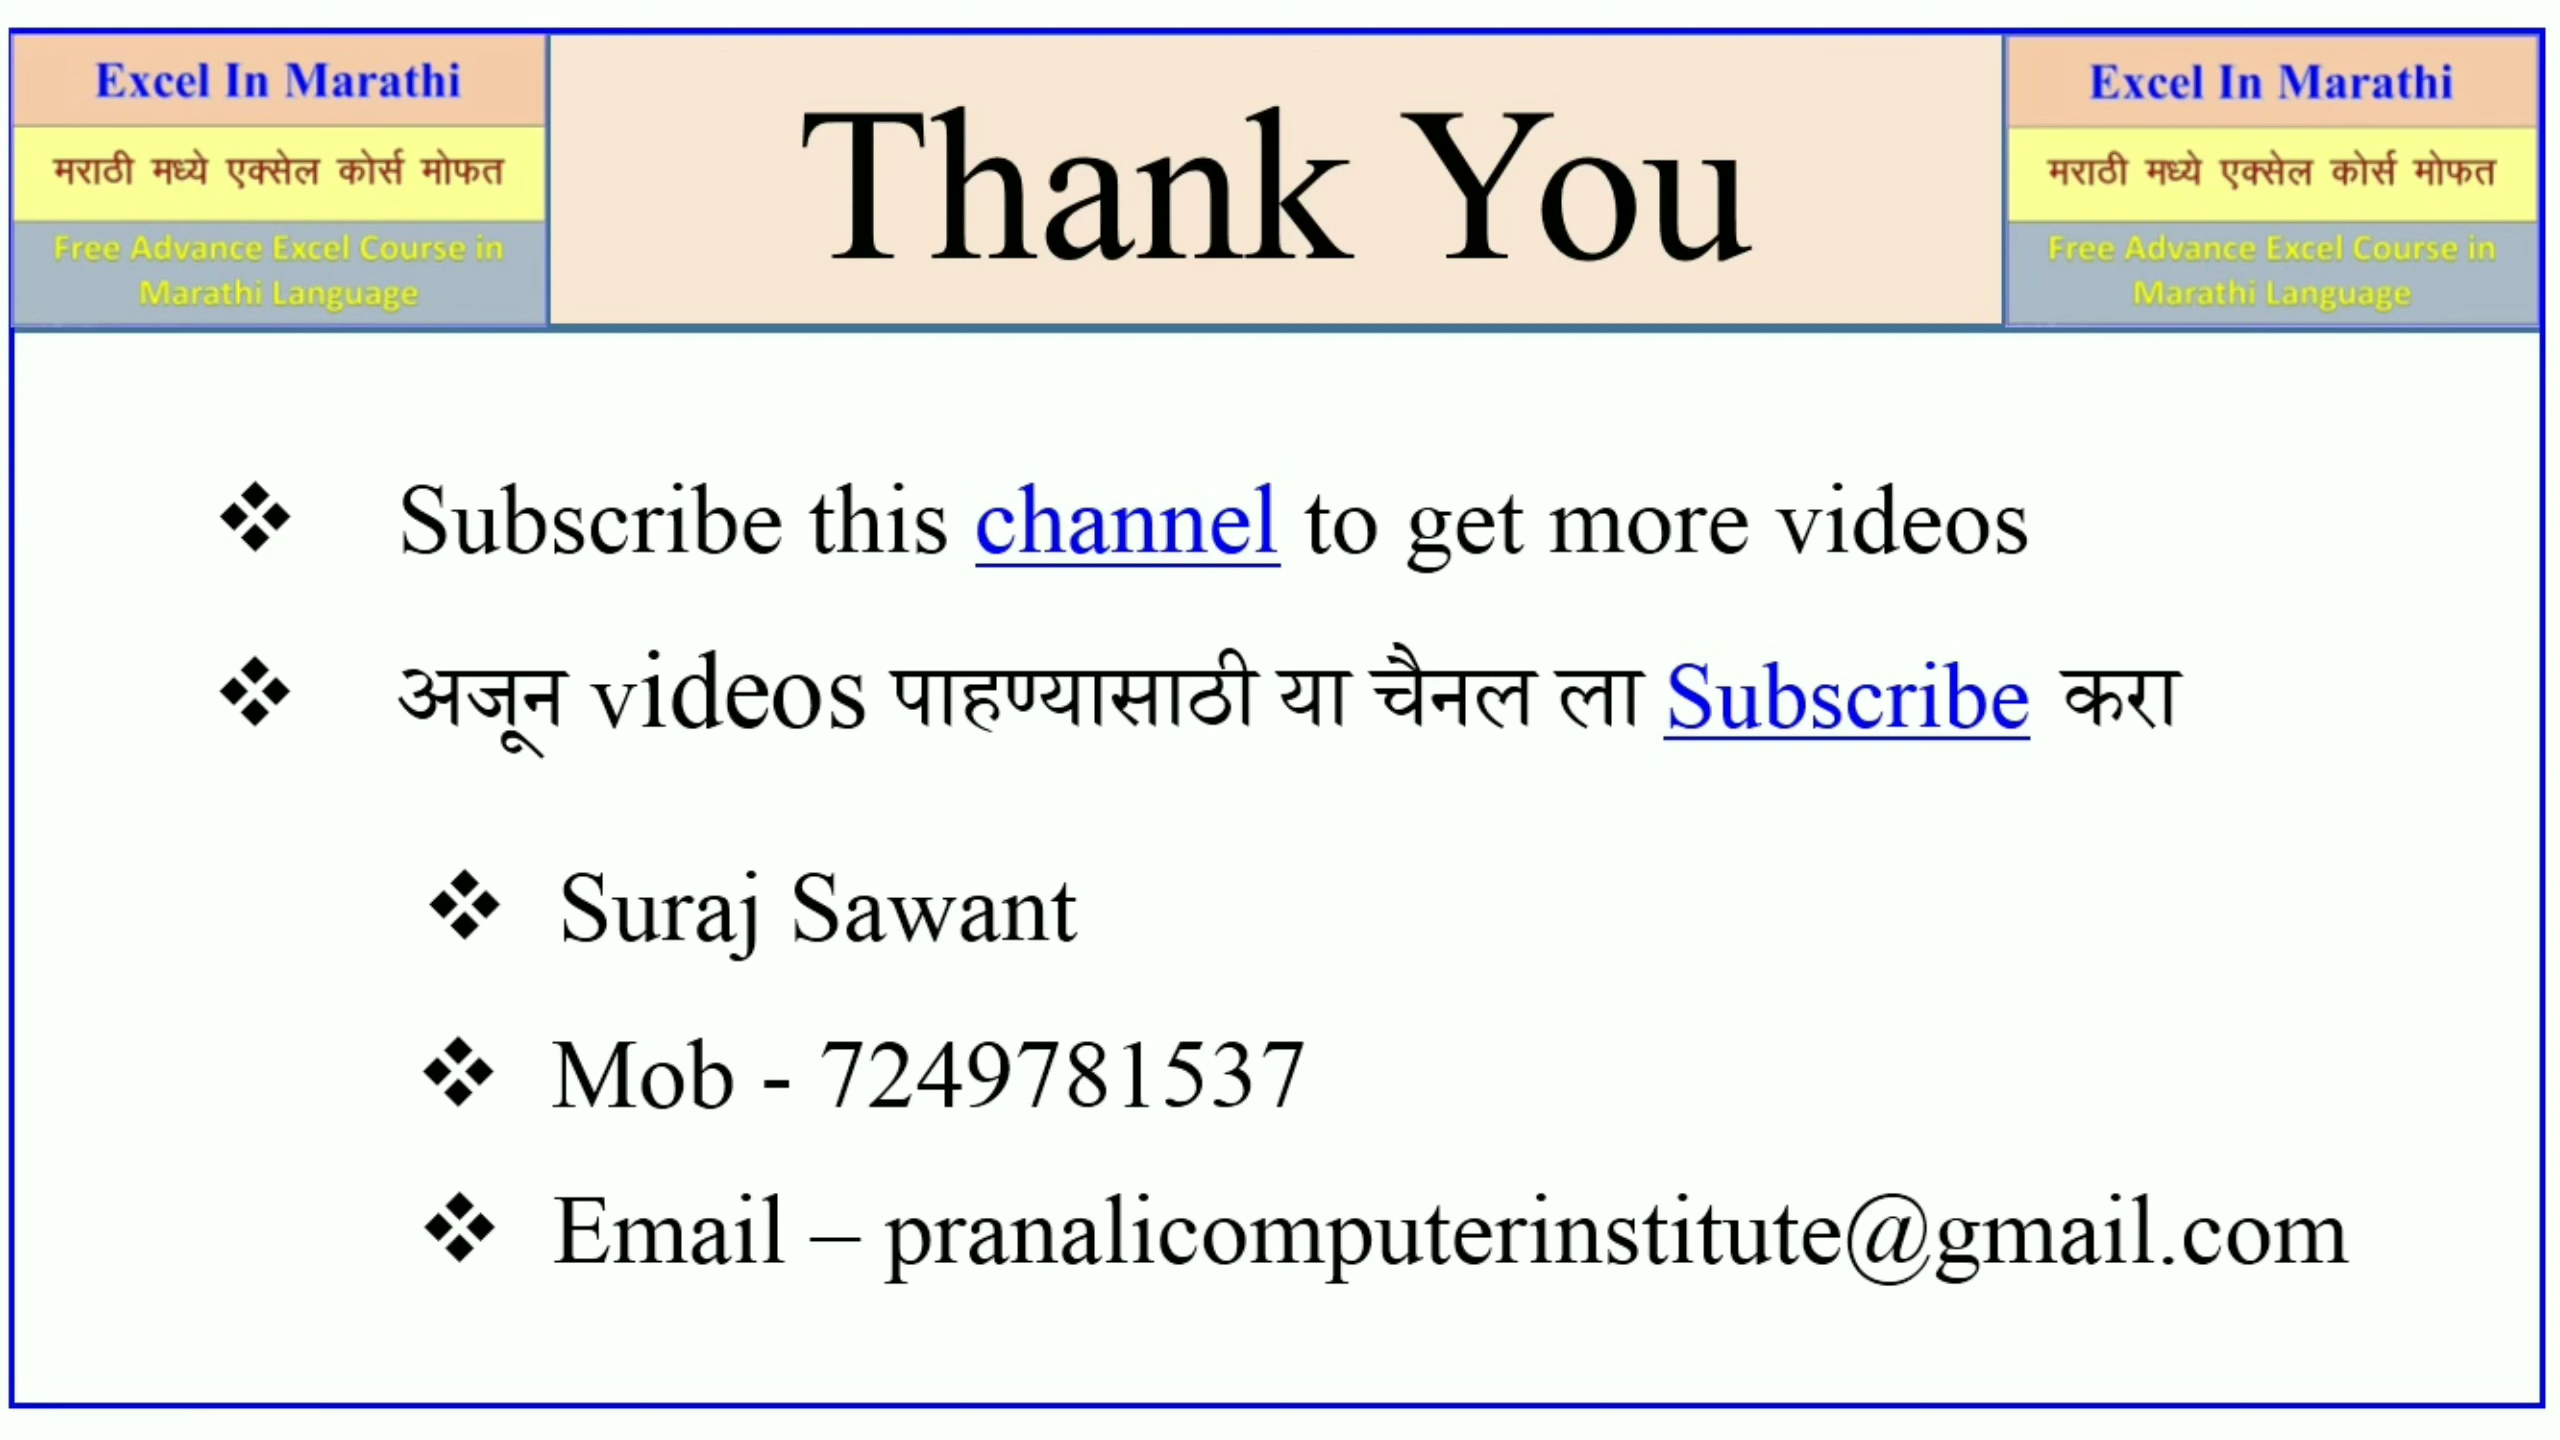 Excel In Marathi
मराठी मध्ये एक्सेल कोर्स मोफत
Free Advance Excel Course in
Marathi Language
Thank You
Excel In Marathi
मराठी मध्ये एक्सेल कोर्स मोफत
Free Advance Excel Course in
Marathi Language
❖ Subscribe this channel to get more videos
❖ अजून videos पाहण्यासाठी या चैनल ला Subscribe करा
❖ Suraj Sawant
❖ Mob - 7249781537
❖ Email – pranalicomputerinstitute@gmail.com